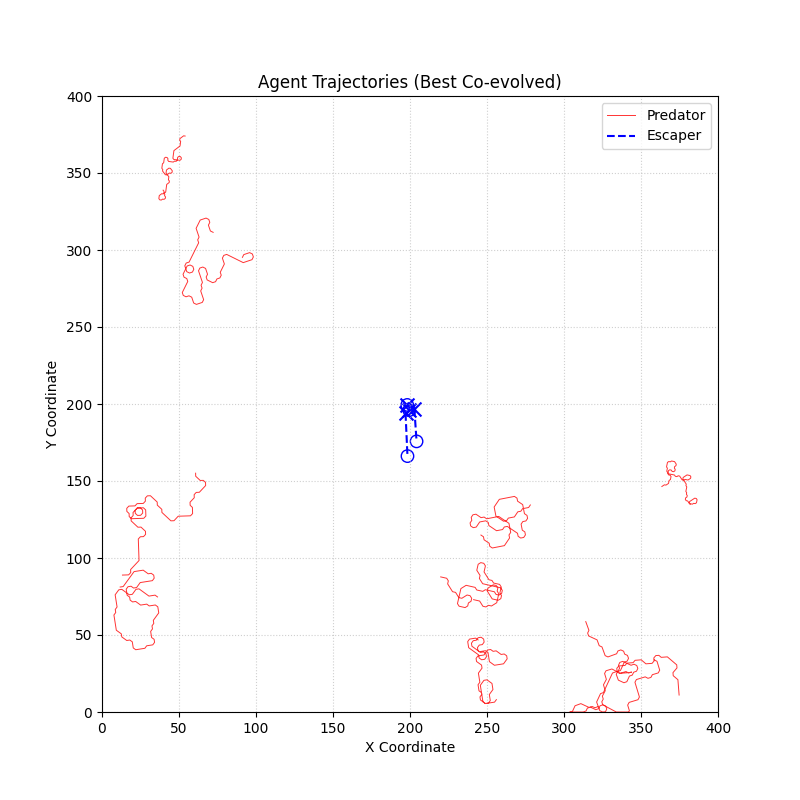 Agent Trajectories (Best Co-evolved)
Predator
Escaper
Y Coordinate
400
350
300
250
200
150
100
50
0
0 50 100 150 200 250 300 350 400
X Coordinate